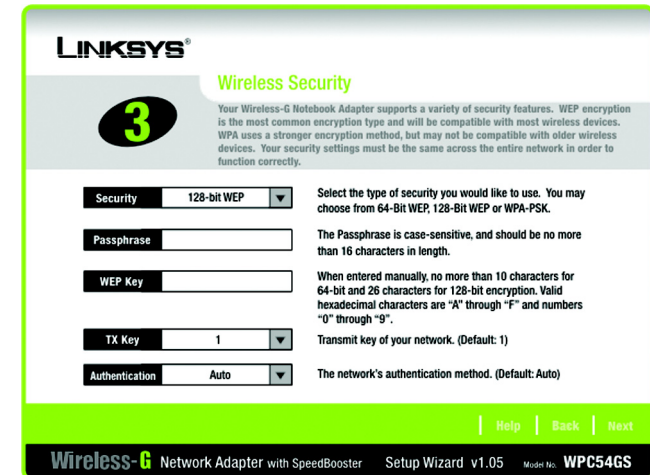 LINKSYS®
3
Wireless Security
Your Wireless-G Notebook Adapter supports a variety of security features. WEP encryption
is the most common encryption type and will be compatible with most wireless devices.
WPA uses a stronger encryption method, but may not be compatible with older wireless
devices. Your security settings must be the same across the entire network in order to
function correctly.
Security 128-bit WEP
Select the type of security you would like to use. You may
choose from 64-Bit WEP, 128-Bit WEP or WPA-PSK.
Passphrase
The Passphrase is case-sensitive, and should be no more
than 16 characters in length.
WEP Key
When entered manually, no more than 10 characters for
64-bit and 26 characters for 128-bit encryption. Valid
hexadecimal characters are “A” through “F” and numbers
“0” through “9”.
TX Key 1
Transmit key of your network. (Default: 1)
Authentication Auto
The network’s authentication method. (Default: Auto)
Help Back Next
Wireless-G Network Adapter with SpeedBooster Setup Wizard v1.05 Model No. WPC54GS